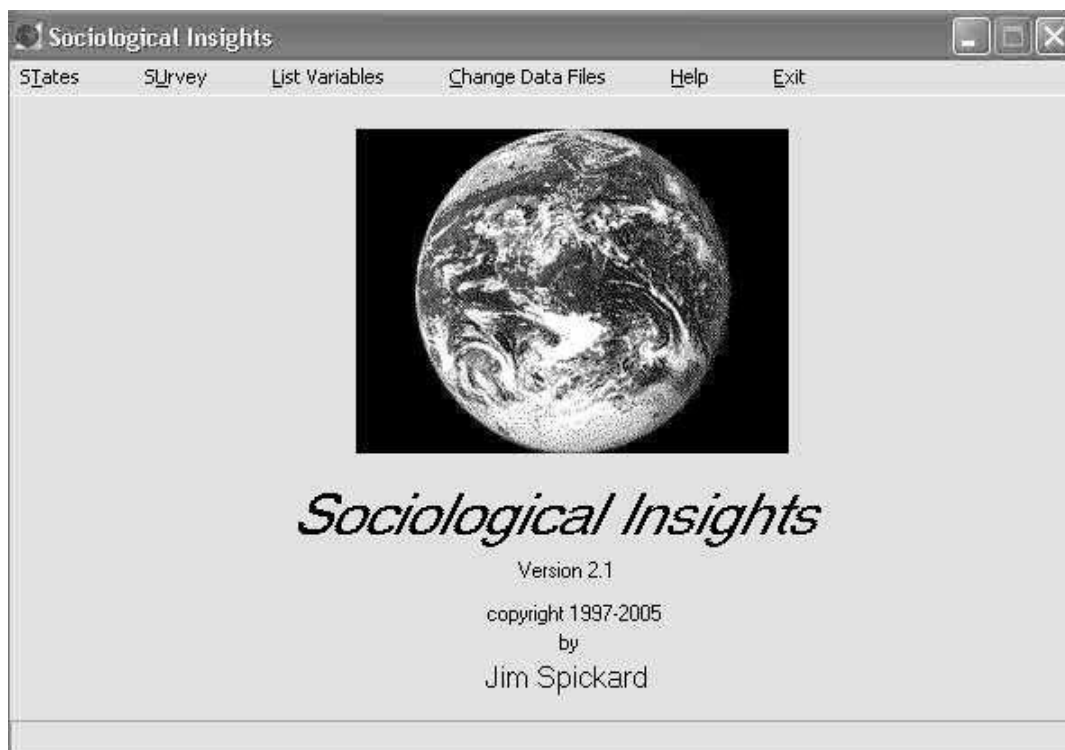 Sociological Insights
STates SUrvey List Variables Change Data Files Help Exit
Sociological Insights
Version 2.1
copyright 1997-2005
by
Jim Spickard